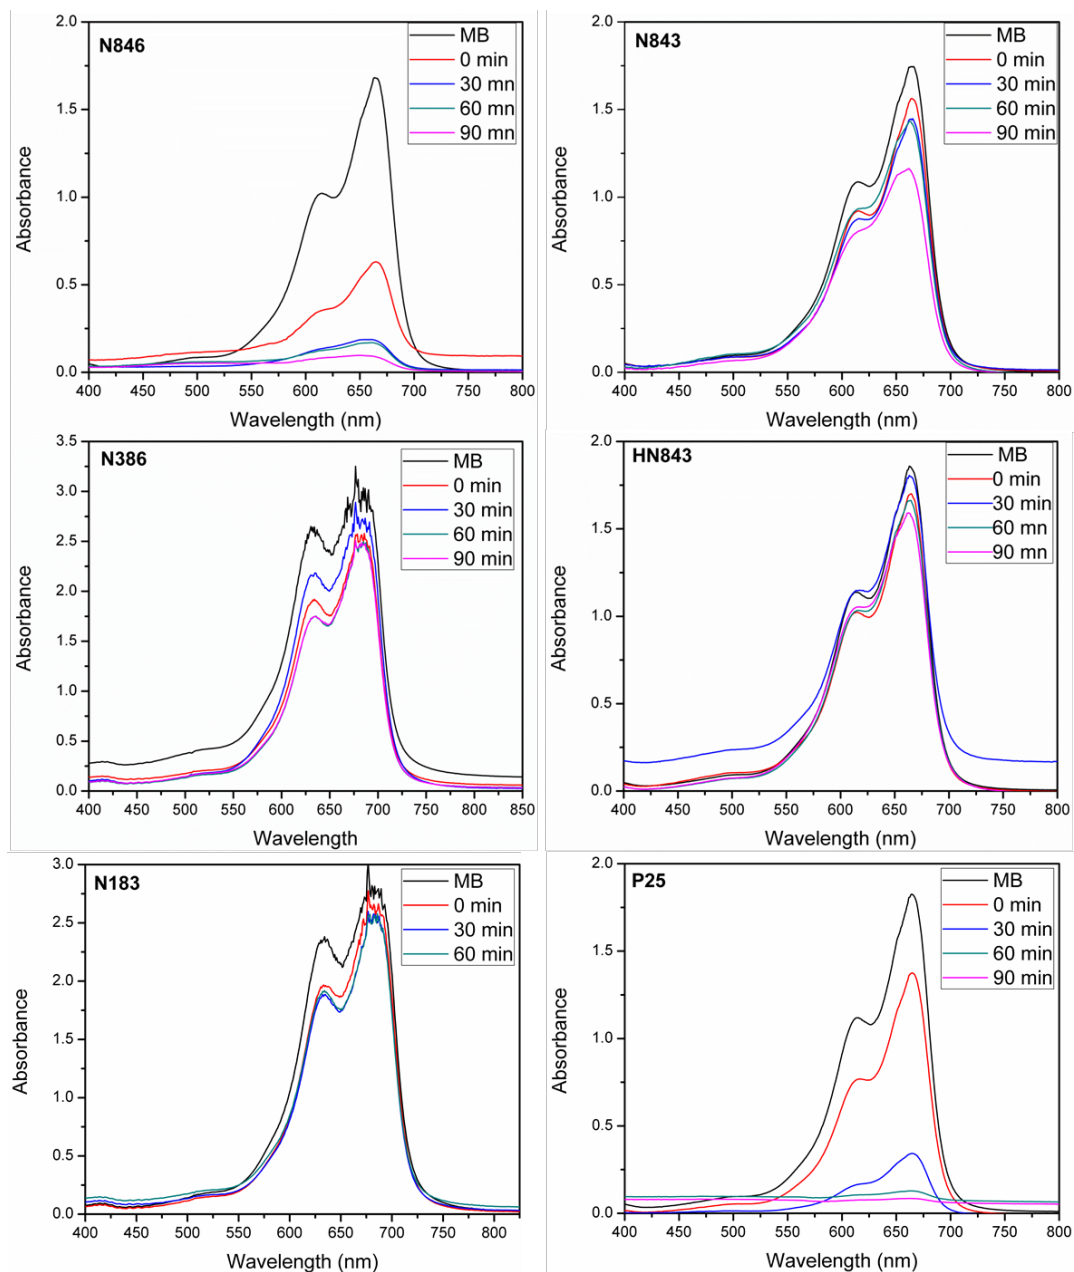 N846
MB
0 min
30 mn
60 mn
90 mn
Absorbance
2.0
1.5
1.0
0.5
0.0
400 450 500 550 600 650 700 750 800
Wavelength (nm)
N843
MB
0 min
30 min
60 min
90 min
Absorbance
2.0
1.5
1.0
0.5
0.0
400 450 500 550 600 650 700 750 800
Wavelength (nm)
N386
MB
0 min
30 min
60 min
90 min
Absorbance
3.5
3.0
2.5
2.0
1.5
1.0
0.5
0.0
400 450 500 550 600 650 700 750 800 850
Wavelength
HN843
MB
0 min
30 min
60 mn
90 mn
Absorbance
2.0
1.5
1.0
0.5
0.0
400 450 500 550 600 650 700 750 800
Wavelength (nm)
N183
MB
0 min
30 min
60 min
Absorbance
3.0
2.5
2.0
1.5
1.0
0.5
0.0
400 450 500 550 600 650 700 750 800
Wavelength (nm)
P25
MB
0 min
30 min
60 min
90 min
Absorbance
2.0
1.5
1.0
0.5
0.0
400 450 500 550 600 650 700 750 800
Wavelength (nm)